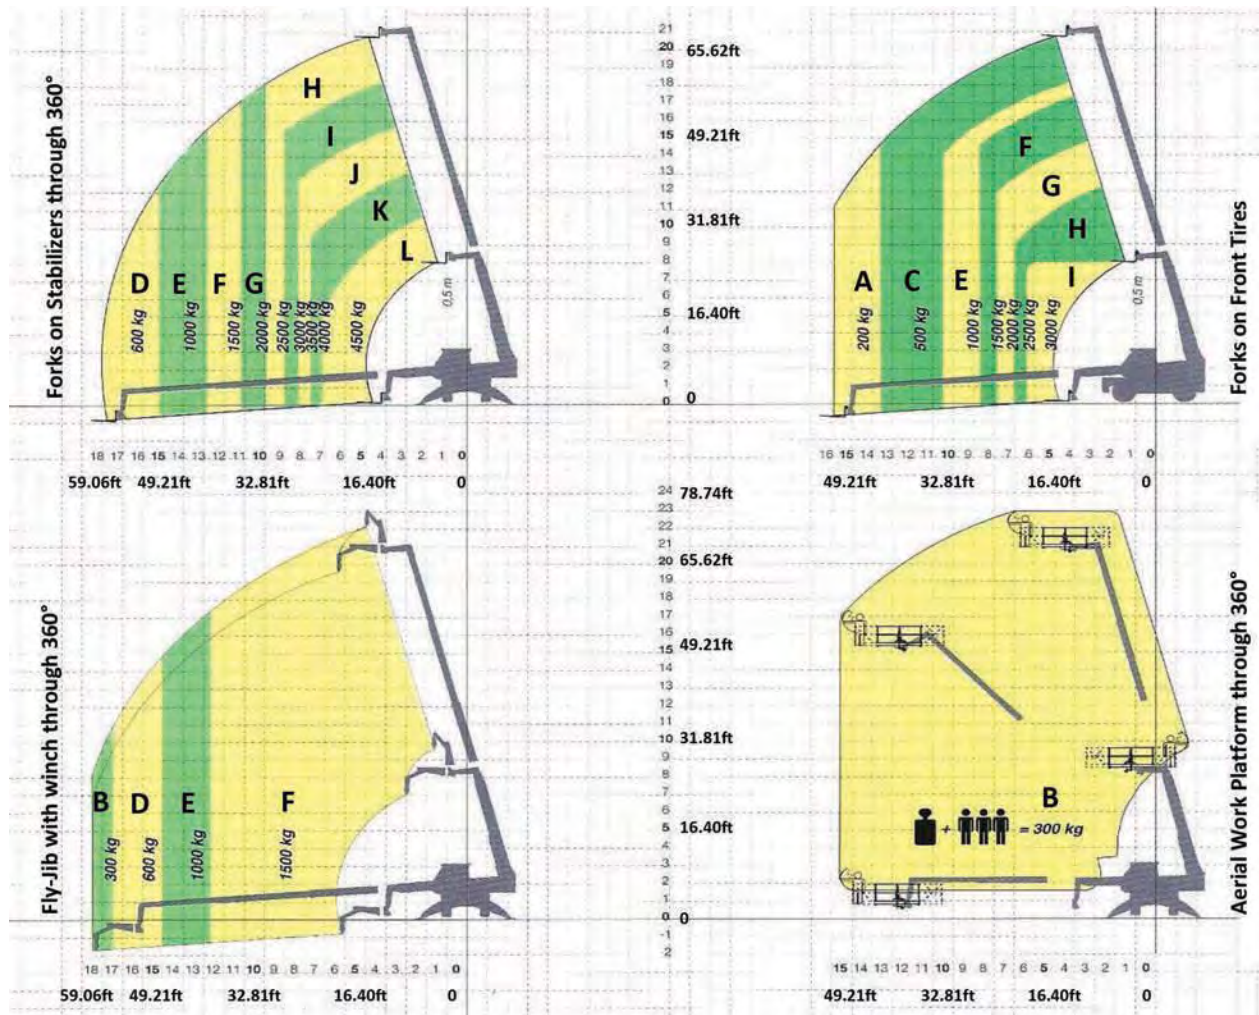 Forks on Stabilizers through 360°
H
I
J
K
L
D
E
F
G
600 kg
1000 kg
1500 kg
2000 kg
2500 kg
3000 kg
3500 kg
4000 kg
4500 kg
0,5 m
18 17 16 15 14 13 12 11 10 9 8 7 6 5 4 3 2 1 0
59.06ft 49.21ft 32.81ft 16.40ft 0
21
20 65.62ft
19
18
17
16
15 49.21ft
14
13
12
11
10 31.81ft
9
8
7
6
5 16.40ft
4
3
2
1
0 0
Forks on Front Tires
F
G
H
I
A
C
E
200 kg
500 kg
1000 kg
1500 kg
2000 kg
2500 kg
3000 kg
0,5 m
16 15 14 13 12 11 10 9 8 7 6 5 4 3 2 1 0
49.21ft 32.81ft 16.40ft 0
Fly-Jib with winch through 360°
B
D
E
F
300 kg
600 kg
1000 kg
1500 kg
18 17 16 15 14 13 12 11 10 9 8 7 6 5 4 3 2 1 0
59.06ft 49.21ft 32.81ft 16.40ft 0
24 78.74ft
23
22
21
20 65.62ft
19
18
17
16
15 49.21ft
14
13
12
11
10 31.81ft
9
8
7
6
5 16.40ft
4
3
2
1
0 0
-1
2
Aerial Work Platform through 360°
B
+ = 300 kg
15 14 13 12 11 10 9 8 7 6 5 4 3 2 1 0
49.21ft 32.81ft 16.40ft 0